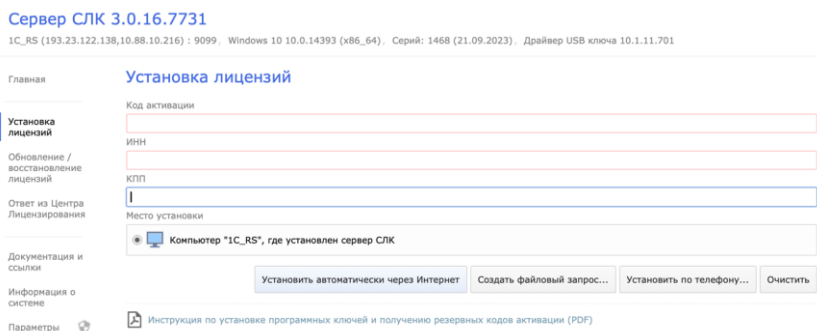 Сервер СЛК 3.0.16.7731
1C_RS (193.23.122.138,10.88.10.216) : 9099, Windows 10 10.0.14393 (x86_64), Серий: 1468 (21.09.2023), Драйвер USB ключа 10.1.11.701
Главная
Установка
лицензий
Обновление /
восстановление
лицензий
Ответ из Центра
Лицензирования
Документация и
ссылки
Информация о
системе
Параметры
Установка лицензий
Код активации
ИНН
КПП
Место установки
Компьютер "1C_RS", где установлен сервер СЛК
Установить автоматически через Интернет
Создать файловый запрос...
Установить по телефону...
Очистить
Инструкция по установке программных ключей и получению резервных кодов активации (PDF)